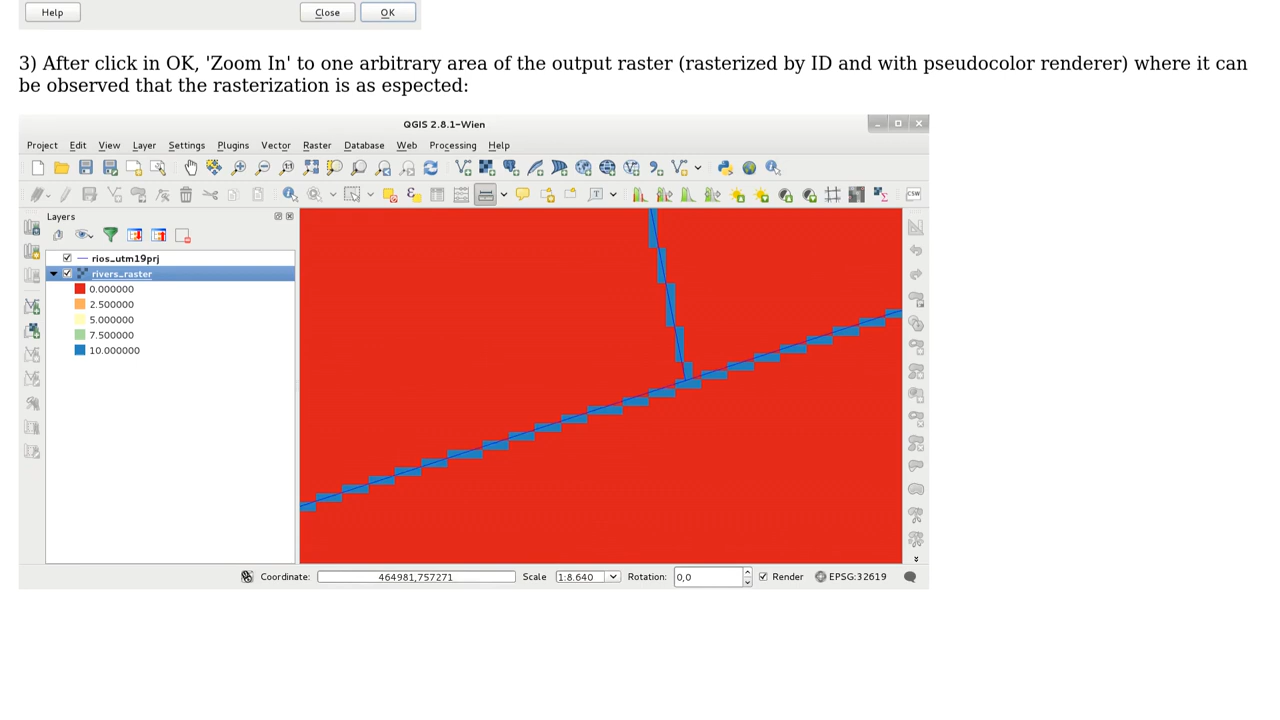 Help Close OK
3) After click in OK, 'Zoom In' to one arbitrary area of the output raster (rasterized by ID and with pseudocolor renderer) where it can
be observed that the rasterization is as espected:
QGIS 2.8.1-Wien
Project Edit View Layer Settings Plugins Vector Raster Database Web Processing Help
CSW
Layers
rios_utm19prj
rivers_raster
0.000000
2.500000
5.000000
7.500000
10.000000
Coordinate: 464981,757271 Scale 1:8.640 Rotation: 0,0 Render EPSG:32619